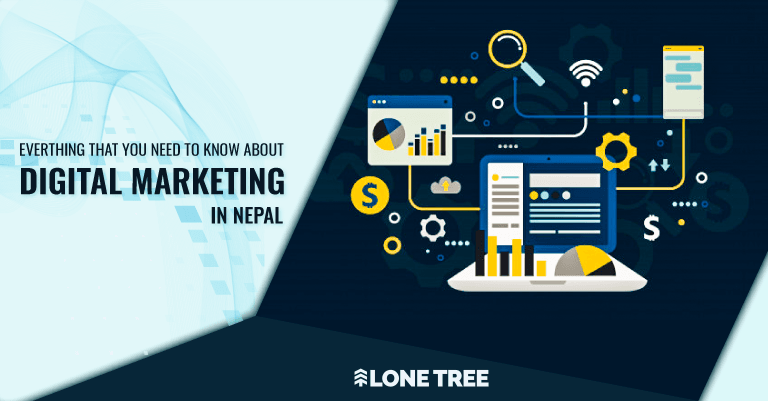 EVERTHING THAT YOU NEED TO KNOW ABOUT
DIGITAL MARKETING
IN NEPAL
$
$
LONE TREE